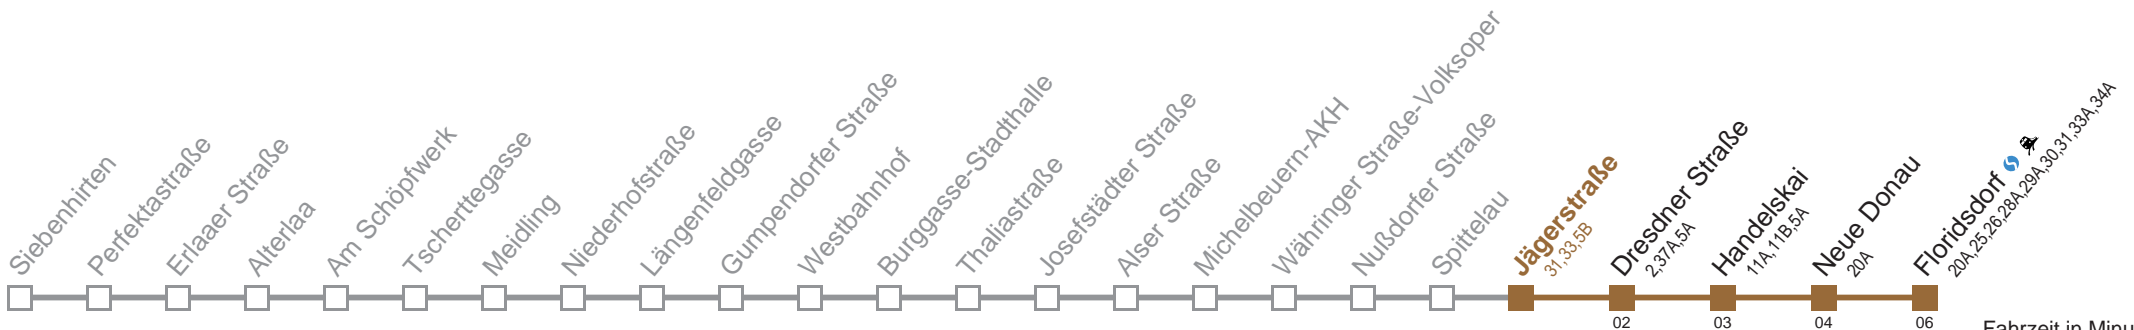 Siebenhirten
Perfektastraße
Erlaaer Straße
Alterlaa
Am Schöpfwerk
Tscherttegasse
Meidling
Niederhofstraße
Längenfeldgasse
Gumpendorfer Straße
Westbahnhof
Burggasse-Stadthalle
Thaliastraße
Josefstädter Straße
Alser Straße
Michelbeuern-AKH
Währinger Straße-Volksoper
Nußdorfer Straße
Spittelau
Jägerstraße
31,33,5B
Dresdner Straße
2,37A,5A
02
Handelskai
11A,11B,5A
03
Neue Donau
20A
04
Floridsdorf
20A,25,26,28A,29A,30,31,33A,34A
06
Fahrzeit in Minu